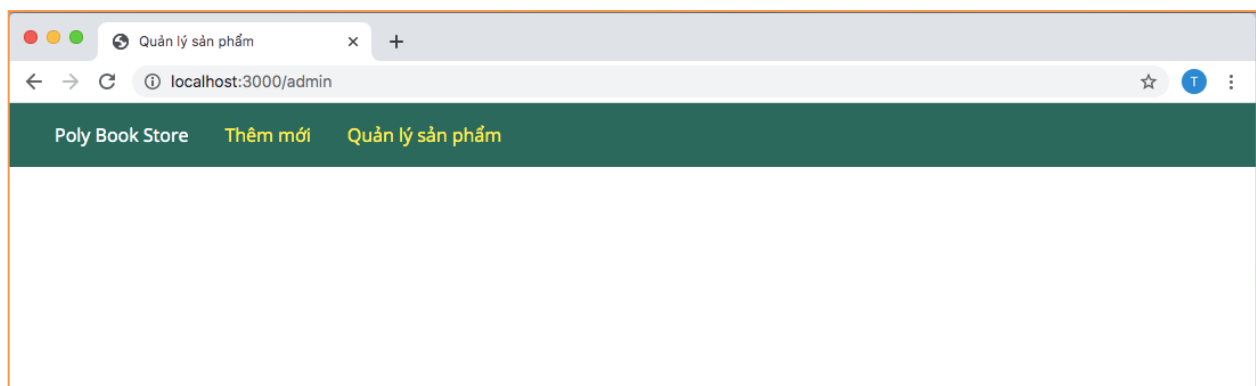 Quản lý sản phẩm
localhost:3000/admin
T
Poly Book Store Thêm mới Quản lý sản phẩm